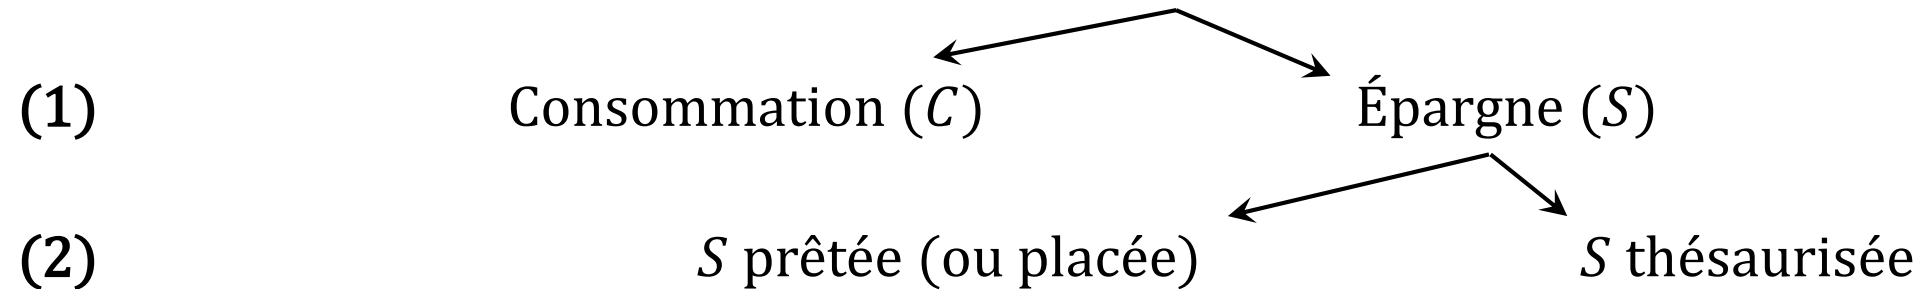 (1) Consommation (C) Épargne (S)
(2) S prêtée (ou placée) S thésaurisée